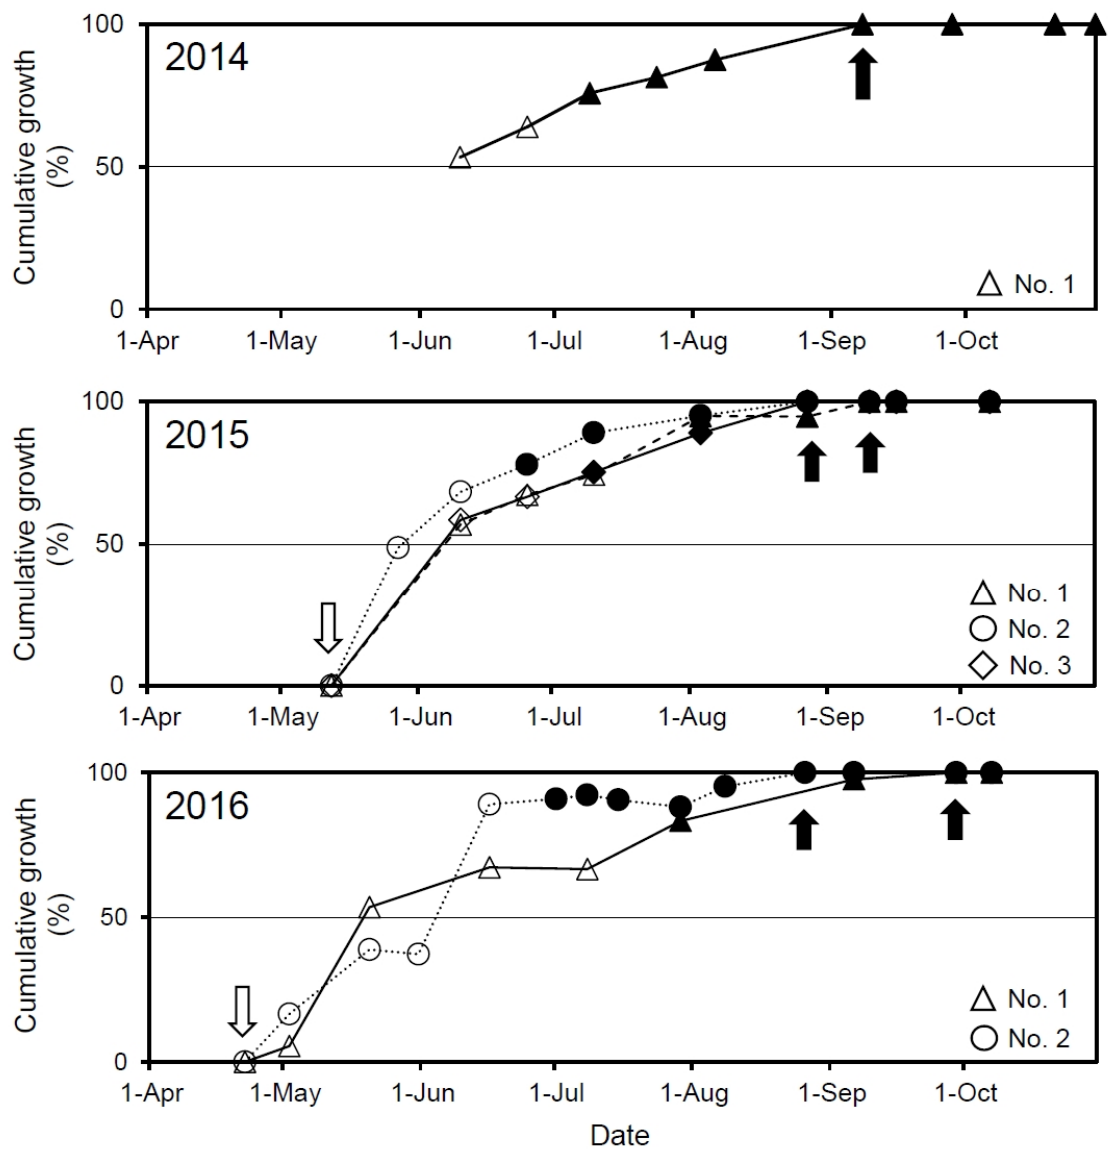 Cumulative growth
(%)
100
50
0
2014
No. 1
1-Apr 1-May 1-Jun 1-Jul 1-Aug 1-Sep 1-Oct
Cumulative growth
(%)
100
50
0
2015
No. 1
No. 2
No. 3
1-Apr 1-May 1-Jun 1-Jul 1-Aug 1-Sep 1-Oct
Cumulative growth
(%)
100
50
0
2016
No. 1
No. 2
1-Apr 1-May 1-Jun 1-Jul 1-Aug 1-Sep 1-Oct
Date